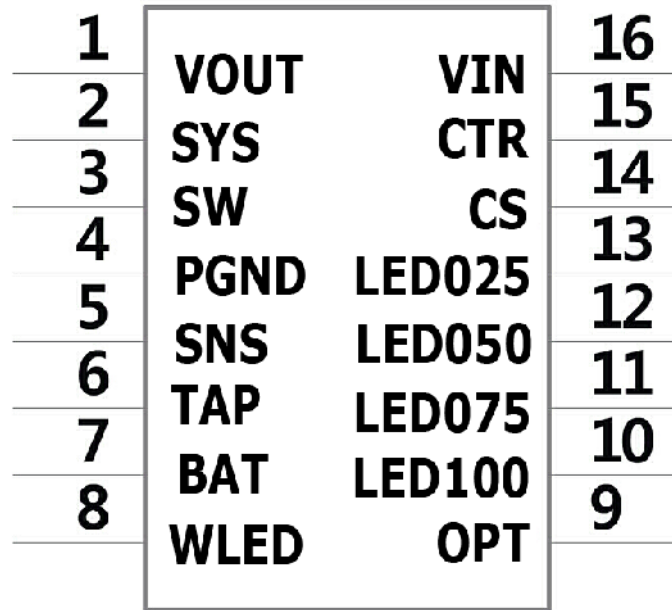 1 VOUT VIN 16
2 SYS CTR 15
3 SW CS 14
4 PGND LED025 13
5 SNS LED050 12
6 TAP LED075 11
7 BAT LED100 10
8 WLED OPT 9